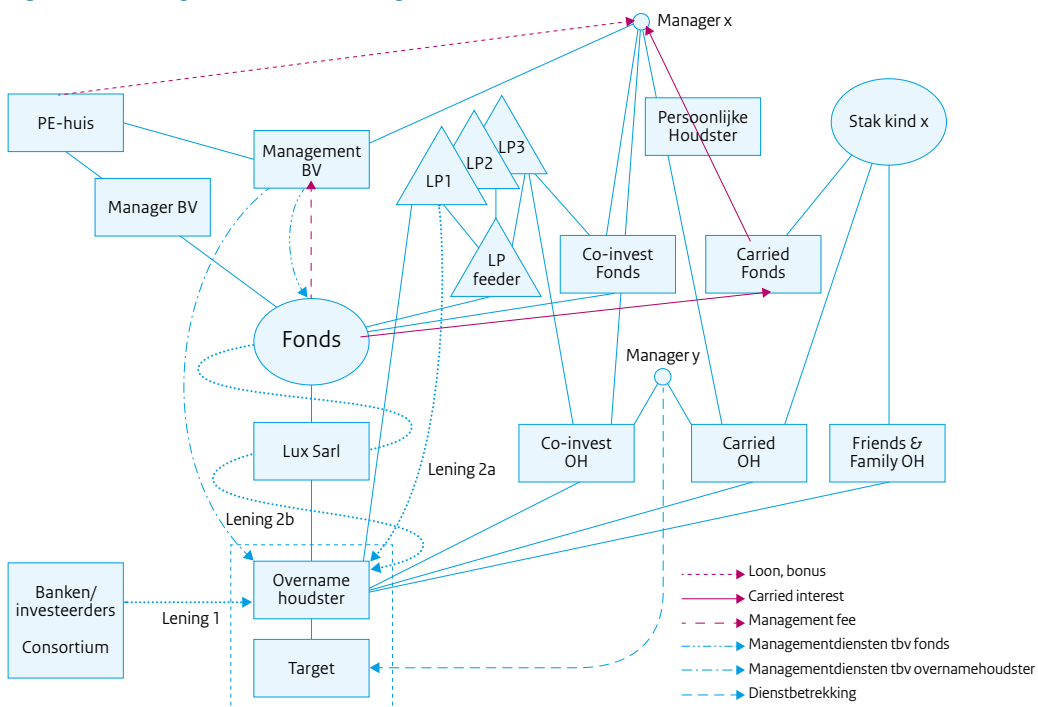 Manager x
PE-huis
Persoonlijke
Houdster
Stak kind x
Management
BV
LP1
LP2
LP3
Manager BV
LP
feeder
Co-invest
Fonds
Carried
Fonds
Fonds
Manager y
Lux Sarl
Co-invest
OH
Carried
OH
Friends &
Family OH
Lening 2a
Lening 2b
Banken/
investeerders
Consortium
Lening 1
Overname
houdster
Target
Loon, bonus
Carried interest
Management fee
Managementdiensten tbv fonds
Managementdiensten tbv overnamehoudster
Dienstbetrekking